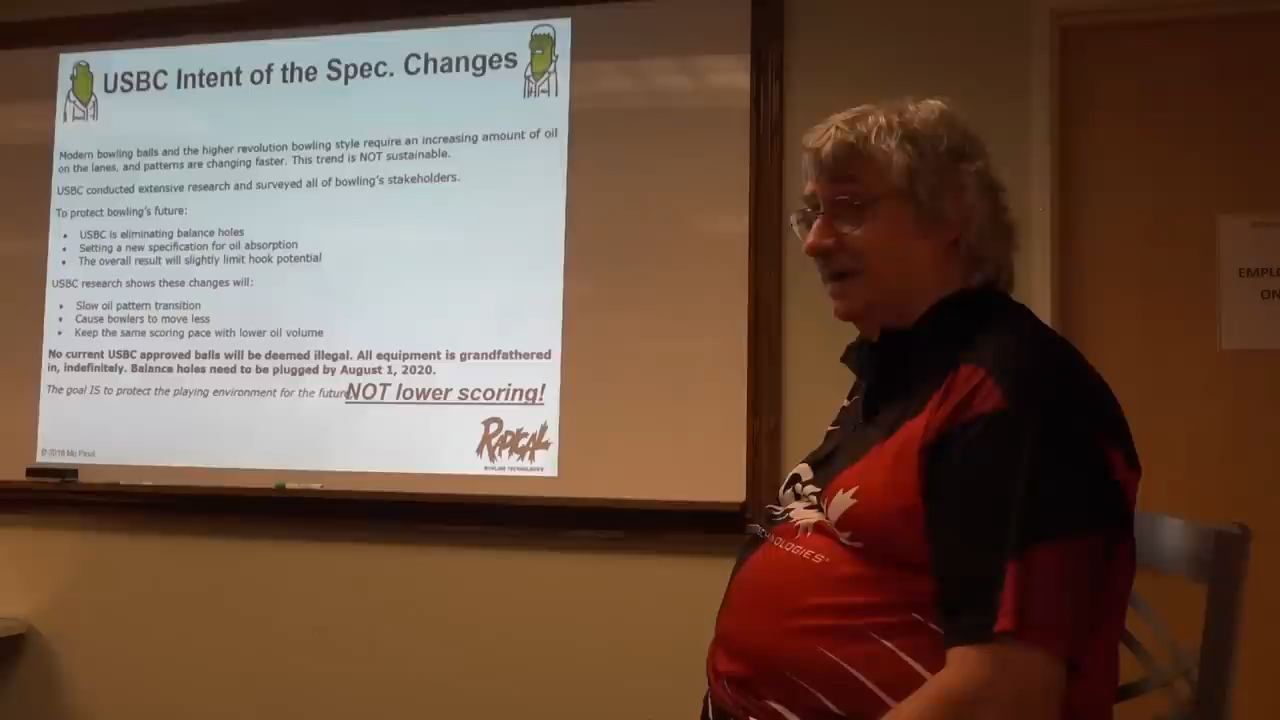 USBC Intent of the Spec. Changes
Modern bowling balls and the higher revolution bowling style require an increasing amount of oil
on the lanes, and patterns are changing faster. This trend is NOT sustainable.
USBC conducted extensive research and surveyed all of bowling's stakeholders.
To protect bowling's future:
• USBC is eliminating balance holes
• Setting a new specification for oil absorption
• The overall result will slightly limit hook potential
USBC research shows these changes will:
• Slow oil pattern transition
• Cause bowlers to move less
• Keep the same scoring pace with lower oil volume
No current USBC approved balls will be deemed illegal. All equipment is grandfathered
in, indefinitely. Balance holes need to be plugged by August 1, 2020.
The goal IS to protect the playing environment for the future NOT lower scoring!
RADICAL
BOWLING TECHNOLOGIES
© 2018 Mo Pinel
EMPL
ON